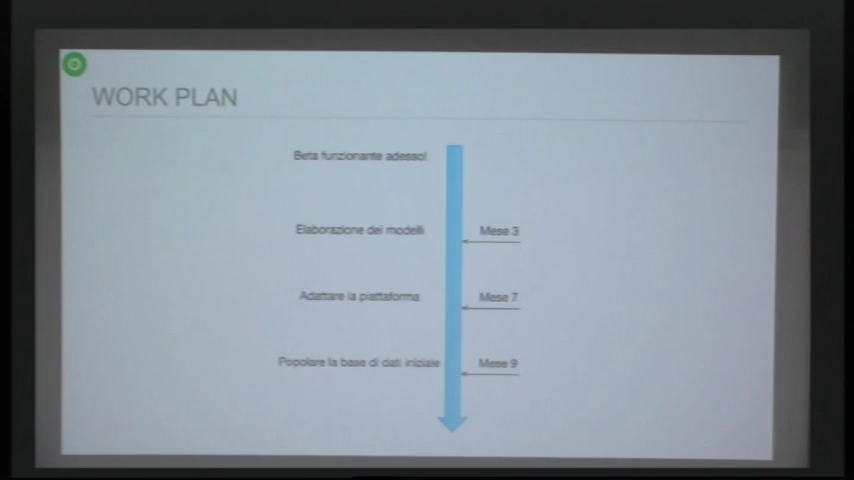 WORK PLAN
Beta funzionante adesso!
Elaborazione dei modelli
Mese 3
Adattare la piattaforma
Mese 7
Popolare la base di dati iniziale
Mese 9